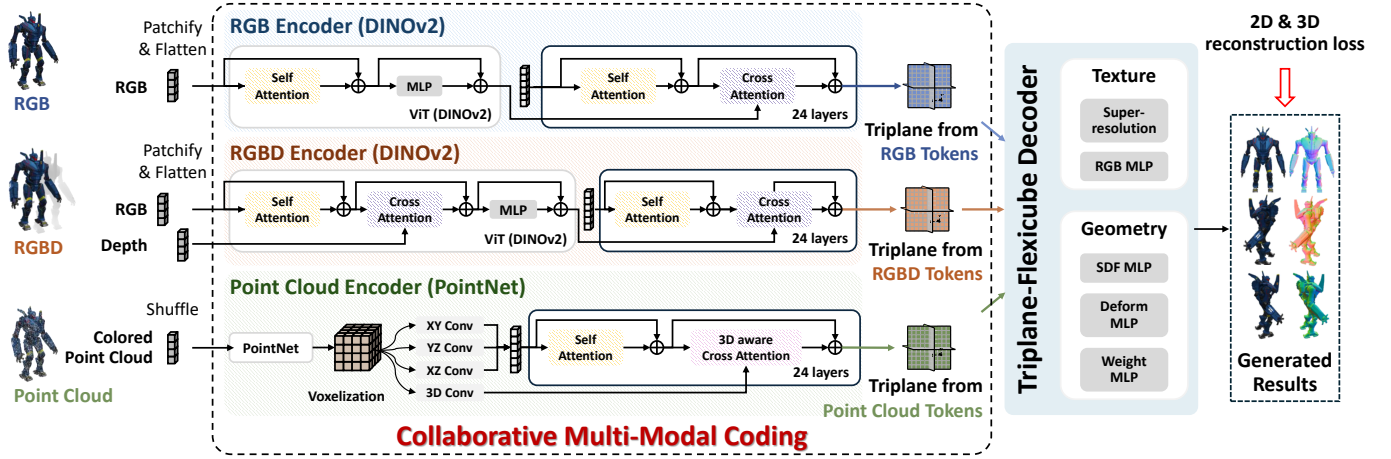 RGB
Patchify
& Flatten
RGB
RGB Encoder (DINOv2)
Self
Attention
MLP
ViT (DINOv2)
Self
Attention
Cross
Attention
24 layers
Triplane from
RGB Tokens
RGBD
Patchify
& Flatten
RGB
Depth
RGBD Encoder (DINOv2)
Self
Attention
Cross
Attention
MLP
ViT (DINOv2)
Self
Attention
Cross
Attention
24 layers
Triplane from
RGBD Tokens
Point Cloud
Shuffle
Colored
Point Cloud
Point Cloud Encoder (PointNet)
PointNet
Voxelization
XY Conv
YZ Conv
XZ Conv
3D Conv
Self
Attention
3D aware
Cross Attention
24 layers
Triplane from
Point Cloud Tokens
Collaborative Multi-Modal Coding
Triplane-Flexicube Decoder
Texture
Super-
resolution
RGB MLP
Geometry
SDF MLP
Deform
MLP
Weight
MLP
2D & 3D
reconstruction loss
Generated
Results